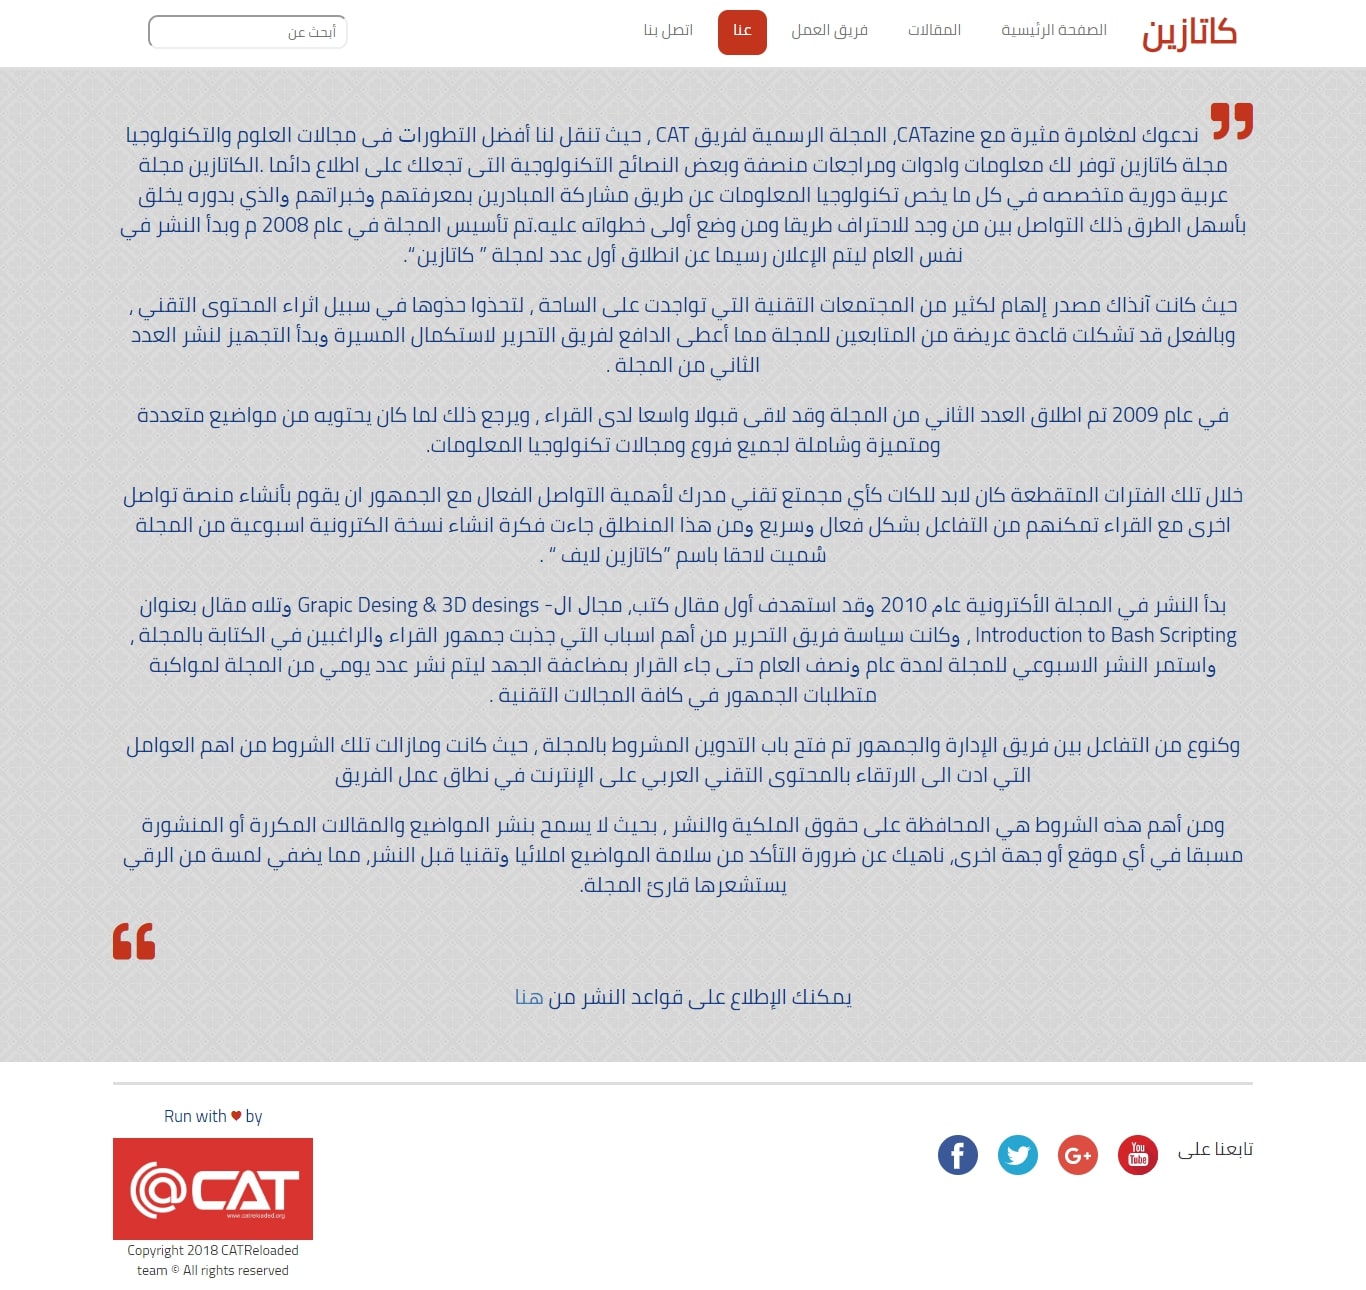 كاتازين
الصفحة الرئيسية
المقالات
فريق العمل
عنا
اتصل بنا
أبحث عن
ندعوك لمغامرة مثيرة مع CATazine، المجلة الرسمية لفريق CAT , حيث تنقل لنا أفضل التطورات فى مجالات العلوم والتكنولوجيا
مجلة كاتازين توفر لك معلومات وادوات ومراجعات منصفة وبعض النصائح التكنولوجية التى تجعلك على اطلاع دائما .الكاتازين مجلة
عربية دورية متخصصه في كل ما يخص تكنولوجيا المعلومات عن طريق مشاركة المبادرين بمعرفتهم وخبراتهم والذي بدوره يخلق
بأسهل الطرق ذلك التواصل بين من وجد للاحتراف طريقا ومن وضع أولى خطواته عليه.تم تأسيس المجلة في عام 2008 م وبدأ النشر في
نفس العام ليتم الإعلان رسيما عن انطلاق أول عدد لمجلة ” كاتازين“.
حيث كانت آنذاك مصدر إلهام لكثير من المجتمعات التقنية التي تواجدت على الساحة , لتحذوا حذوها في سبيل اثراء المحتوى التقني ,
وبالفعل قد تشكلت قاعدة عريضة من المتابعين للمجلة مما أعطى الدافع لفريق التحرير لاستكمال المسيرة وبدأ التجهيز لنشر العدد
الثاني من المجلة .
في عام 2009 تم اطلاق العدد الثاني من المجلة وقد لاقى قبولا واسعا لدى القراء , ويرجع ذلك لما كان يحتويه من مواضيع متعددة
ومتميزة وشاملة لجميع فروع ومجالات تكنولوجيا المعلومات.
خلال تلك الفترات المتقطعة كان لابد للكات كأي مجمتع تقني مدرك لأهمية التواصل الفعال مع الجمهور ان يقوم بأنشاء منصة تواصل
اخرى مع القراء تمكنهم من التفاعل بشكل فعال وسريع ومن هذا المنطلق جاءت فكرة انشاء نسخة الكترونية اسبوعية من المجلة
سُميت لاحقا باسم ”كاتازين لايف “ .
بدأ النشر في المجلة الأكترونية عام 2010 وقد استهدف أول مقال كتب، مجال ال- Grapic Desing & 3D desings وتلاه مقال بعنوان
Introduction to Bash Scripting , وكانت سياسة فريق التحرير من أهم اسباب التي جذبت جمهور القراء والراغبين في الكتابة بالمجلة ,
واستمر النشر الاسبوعي للمجلة لمدة عام ونصف العام حتى جاء القرار بمضاعفة الجهد ليتم نشر عدد يومي من المجلة لمواكبة
متطلبات الجمهور في كافة المجالات التقنية .
وكنوع من التفاعل بين فريق الإدارة والجمهور تم فتح باب التدوين المشروط بالمجلة , حيث كانت ومازالت تلك الشروط من اهم العوامل
التي ادت الى الارتقاء بالمحتوى التقني العربي على الإنترنت في نطاق عمل الفريق
ومن أهم هذه الشروط هي المحافظة على حقوق الملكية والنشر , بحيث لا يسمح بنشر المواضيع والمقالات المكررة أو المنشورة
مسبقا في أي موقع أو جهة اخرى، ناهيك عن ضرورة التأكد من سلامة المواضيع املائيا وتقنيا قبل النشر، مما يضفي لمسة من الرقي
يستشعرها قارئ المجلة.
يمكنك الإطلاع على قواعد النشر من هنا
تابعنا على
You
Tube
G+
f
Run with ♥ by
@CAT
www.catreloaded.org
Copyright 2018 CATReloaded
team © All rights reserved